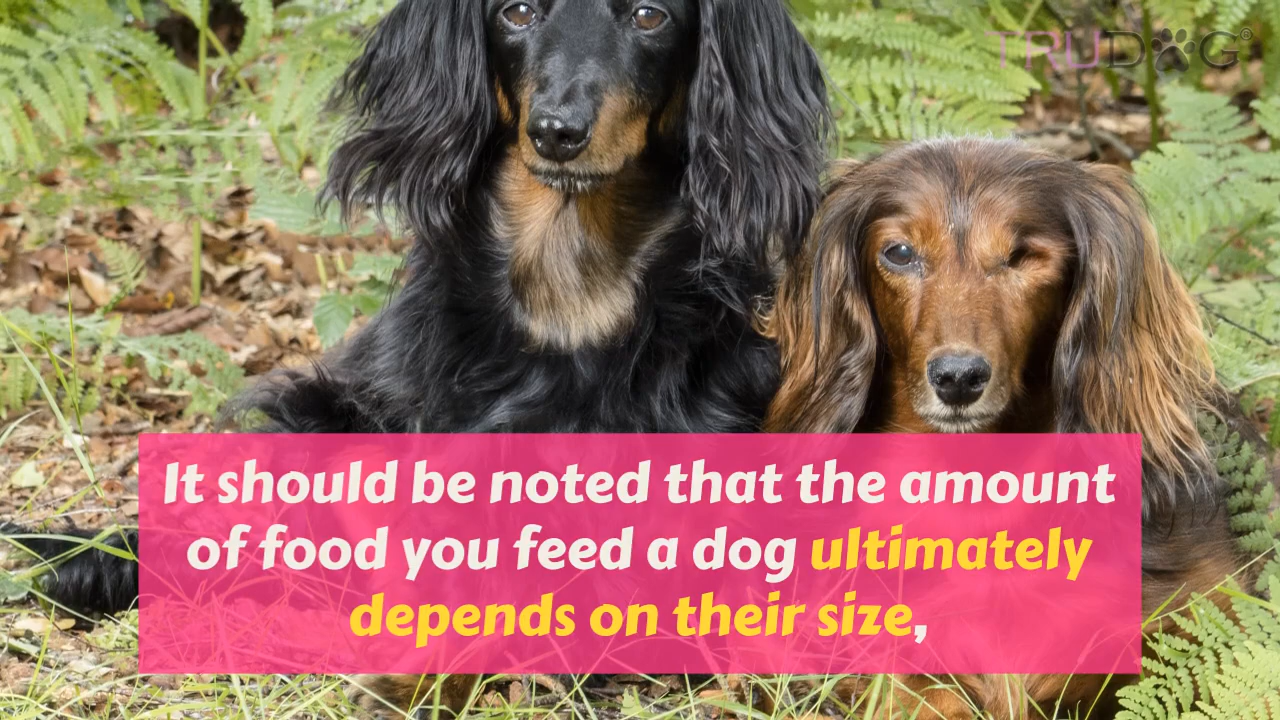 TRUDOG®
It should be noted that the amount
of food you feed a dog ultimately
depends on their size,